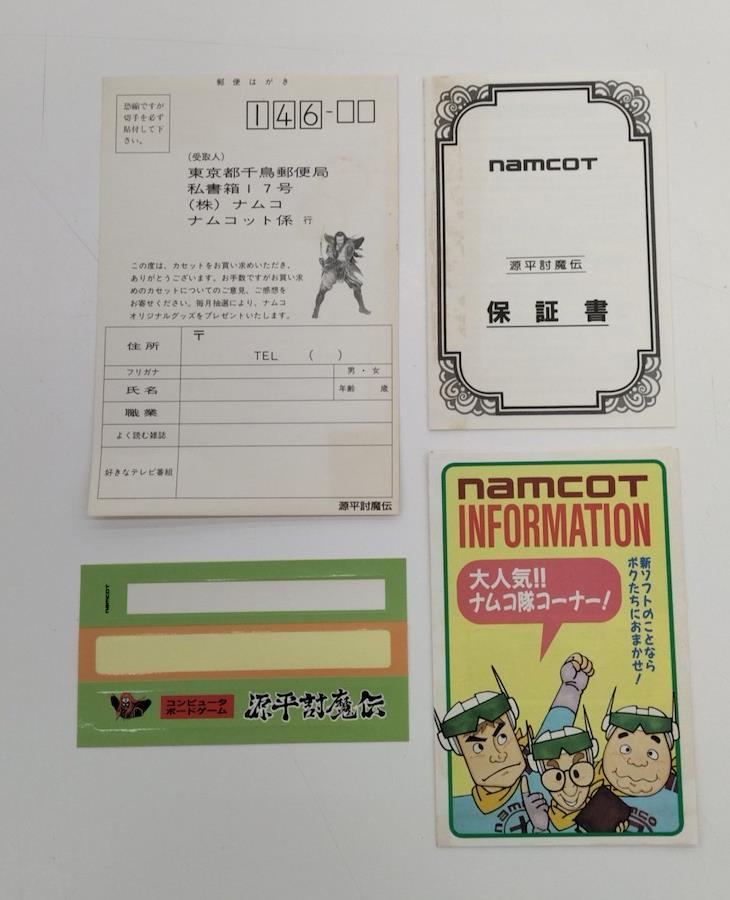 郵便はがき
恐縮ですが
切手を必ず
貼付して下
さい。
146-□□
(受取人)
東京都千鳥郵便局
私書箱17号
(株)ナムコ
ナムコット係 行
この度は、カセットをお買い求めいただき、
ありがとうございます。お手数ですがお買い求
めのカセットについてのご意見、ご感想を
お寄せください。毎月抽選により、ナムコ
オリジナルグッズをプレゼントいたします。
住所 〒
TEL ( )
フリガナ 男・女
氏名 年齢 歳
職業
よく読む雑誌
好きなテレビ番組
源平討魔伝
namcot
源平討魔伝
保証書
namcot
コンピュータ
ボードゲーム
源平討魔伝
namcot
INFORMATION
大人気!!
ナムコ隊コーナー!
新ソフトのことなら
ボクたちにおまかせ!